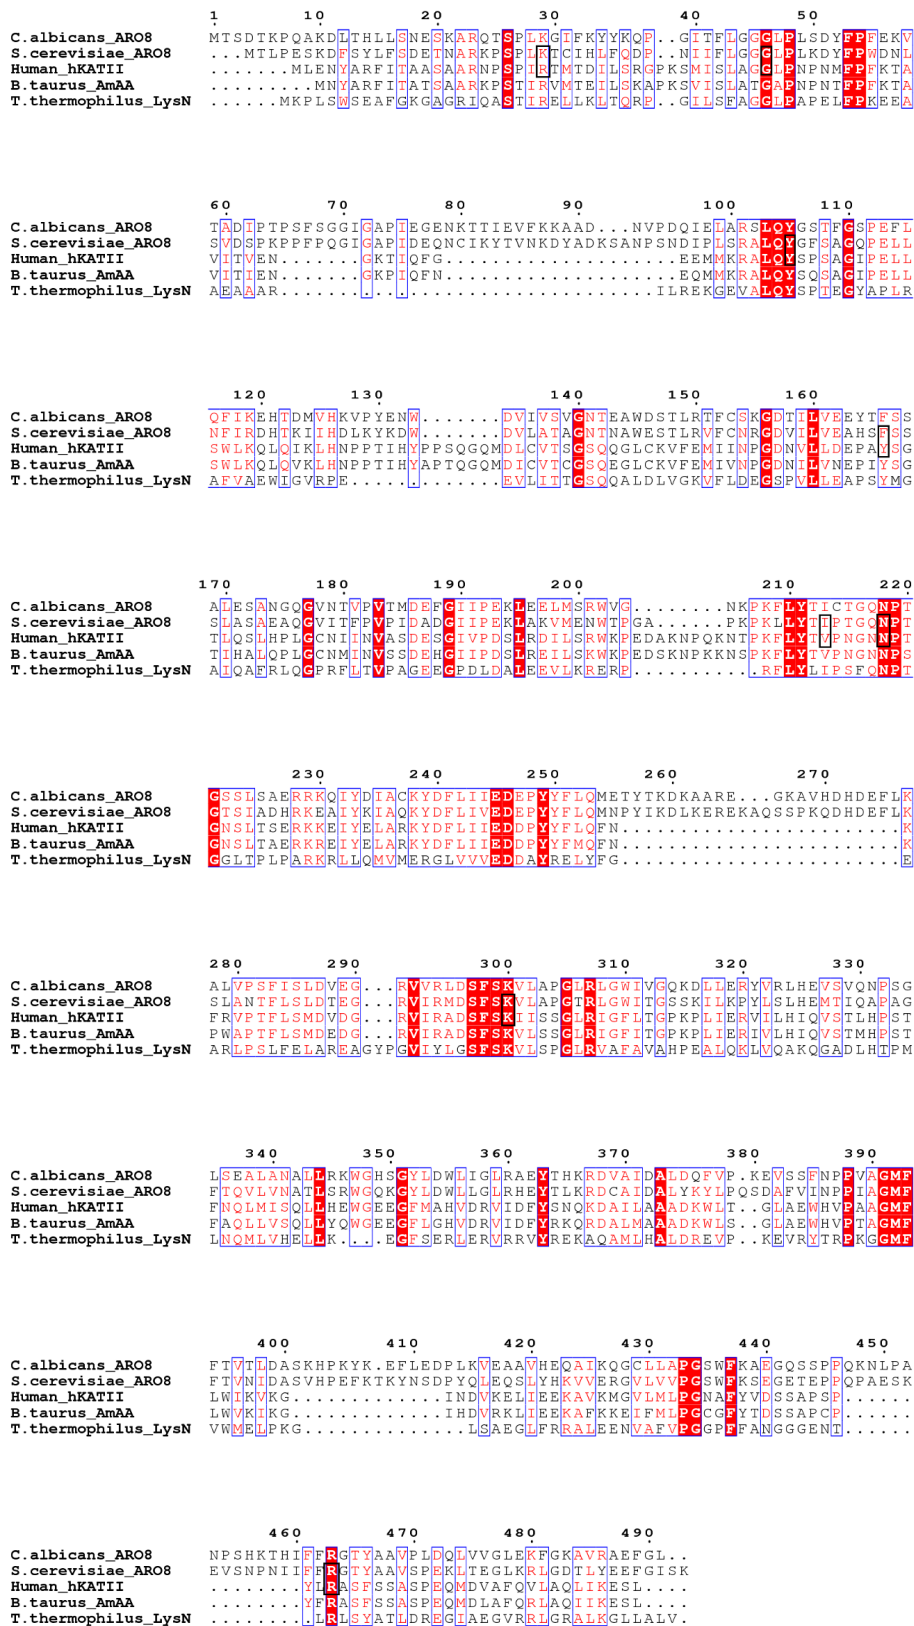 1 10 20 30 40 50
C.albicans_ARO8 MTSDTKPQAKDLTHLLSNESKARQTSPLKGIFKYYKQP..GITFLGGGLPLSDYFPFEKV
S.cerevisiae_ARO8 ...MTLPESKDFSYLFSDETNARKPSPLKTCIHLFQDP..NIIFLGGGLPLKDYFPWDNL
Human_hKATII .......MLENYARFITAASAARNPSPIRTMTDILSRGPKSMISLAGGLPNPNMFPFKTA
B.taurus_AmAA .......MNYARFITATSAARKPSTIRVMTEILSKAPKSVISLATGAPNPNTFPFKTA
T.thermophilus_LysN ......MKPLSWSEAFGKGAGRIQASTIRELLKLTQRP..GILSFAGGLPAPELFPKEEA
60 70 80 90 100 110
C.albicans_ARO8 TADIPTPSFSGGIGAPIEGENKTTIEVFKKAAD...NVPDQIELARSLQYGSTFGSPEFL
S.cerevisiae_ARO8 SVDSPKPPFPQGIGAPIDEQNCIKYTVNKDYADKSANPSNDIPLSRALQYGFSAGQPELL
Human_hKATII VITVEN.......GKTIQFG....................EEMMKRALQYSPSAGIPELL
B.taurus_AmAA VITIEN.......GKPIQFN....................EQMMKRALQYSQSAGIPELL
T.thermophilus_LysN AEAAAR................................ILREKGEVALQYSPTEGYAPLR
120 130 140 150 160
C.albicans_ARO8 QFIKEHTDMVHKVPYENW.......DVIVSVGNTEAWDSTLRTFCSKGDTILVEEYTFSS
S.cerevisiae_ARO8 NFIRDHTKIIHDLKYKDW.......DVLATAGNTNAWESTLRVFCNRGDVILVEAHSFSS
Human_hKATII SWLKQLQIKLHNPPTIHYPPSQGQMDLCVTSGSQQGLCKVFEMIINPGDNVLLDEPAYSG
B.taurus_AmAA SWLKQLQVKLHNPPTIHYAPTQGQMDICVTCGSQEGLCKVFEMIVNPGDNILVNEPIYSG
T.thermophilus_LysN AFVAEWIGVRPE.............EVLITTGSQQALDLVGKVFLDEGSPVLLEAPSYMG
170 180 190 200 210 220
C.albicans_ARO8 ALESANGQGVNTVPVTMDEFGIIPEKLEELMSRWVG........NKPKFLYTICTGQNPT
S.cerevisiae_ARO8 SLASAEAQGVITFPVPIDADGIIPEKLAKVMENWTPGA......PKPKLLYTIPTGQNPT
Human_hKATII TLQSLHPLGCNIINVASDESGIVPDSLRDILSRWKPEDAKNPQKNTPKFLYTVPNGNNPT
B.taurus_AmAA TIHALQPLGCNMINVSSDEHGIIPDSLREILSKWKPEDSKNPKKNSPKFLYTVPNGNNPS
T.thermophilus_LysN AIQAFRLQGPRFLTVPAGEEGPDLDALEEVLKRERP...........RFLYLIPSFQNPT
230 240 250 260 270
C.albicans_ARO8 GSSLSAERRKQIYDIACKYDFLIIEDEPYYFLQMETYTKDKAARE...GKAVHDHDEFLK
S.cerevisiae_ARO8 GTSIADHRKEAIYKIAQKYDFLIVEDEPYYFLQMNPYIKDLKEREKAQSSPKQDHDEFLK
Human_hKATII GNSLTSERKKEIYELARKYDFLIIEDDPYYFLQFN........................K
B.taurus_AmAA GNSLTAERKREIYELARKYDFLIIEDDPYYFMQFN........................K
T.thermophilus_LysN GGLTPLPARKRLLQMVMERGLVVVEDDAYRELYFG........................E
280 290 300 310 320 330
C.albicans_ARO8 ALVPSFISLDVEG...RVVRLDSFSKVLAPGLRLGWIVGQKDLLERYVRLHEVSVQNPSG
S.cerevisiae_ARO8 SLANTFLSLDTEG...RVIRMDSFSKVLAPGTRLGWITGSSKILKPYLSLHEMTIQAPAG
Human_hKATII FRVPTFLSMDVDG...RVIRADSFSKIISSGLRIGFLTGPKPLIERVILHIQVSTLHPST
B.taurus_AmAA PWAPTFLSMDEDG...RVIRADSFSKVLSSGLRIGFITGPKPLIERIVLHIQVSTMHPST
T.thermophilus_LysN ARLPSLFELAREAGYPGVIYLGSFSKVLSPGLRVAFAVAHPEALQKLVQAKQGADLHTPM
340 350 360 370 380 390
C.albicans_ARO8 LSEALANALLRKWGHSGYLDWLIGLRAEYTHKRDVAIDALDQFVP.KEVSSFNPPVAGMF
S.cerevisiae_ARO8 FTQVLVNATLSRWGQKGYLDWLLGLRHEYTLKRDCAIDALYKYLPQSDAFVINPPIAGMF
Human_hKATII FNQLMISQLLHEWGEEGFMAHVDRVIDFYSNQKDAILAAADKWLT..GLAEWHVPAAGMF
B.taurus_AmAA FAQLLVSQLLYQWGEEGFLGHVDRVIDFYRKQRDALMAAADKWLS..GLAEWHVPTAGMF
T.thermophilus_LysN LNQMLVHELLK....EGFSERLERVRRVYREKAQAMLHALDREVP..KEVRYTRPKGGMF
400 410 420 430 440 450
C.albicans_ARO8 FTVTLDASKHPKYK.EFLEDPLKVEAAVHEQAIKQGCLLAPGSWFKAEGQSSPPQKNLPA
S.cerevisiae_ARO8 FTVNIDASVHPEFKTKYNSDPYQLEQSLYHKVVERGVLVVPGSWFKSEGETEPPQPAESK
Human_hKATII LWIKVKG.............INDVKELIEEKAVKMGVLMLPGNAFYVDSSAPSP......
B.taurus_AmAA LWVKIKG.............IHDVRKLIEEKAFKKEIFMLPGCGFYTDSSAPCP......
T.thermophilus_LysN VWMELPKG............LSAEGLFRRALEENVAFVPGGPFFANGGGENT......
460 470 480 490
C.albicans_ARO8 NPSHKTHIFFRGTYAAVPLDQLVVGLEKFGKAVRAEFGL..
S.cerevisiae_ARO8 EVSNPNIIFFRGTYAAVSPEKLTEGLKRLGDTLYEEFGISK
Human_hKATII ........YLRASFSSASPEQMDVAFQVLAQLIKESL....
B.taurus_AmAA ........YFRASFSSASPEQMDLAFQRLAQIIKESL....
T.thermophilus_LysN .........LRLSYATLDREGIAEGVRRLGRALKGLLALV.